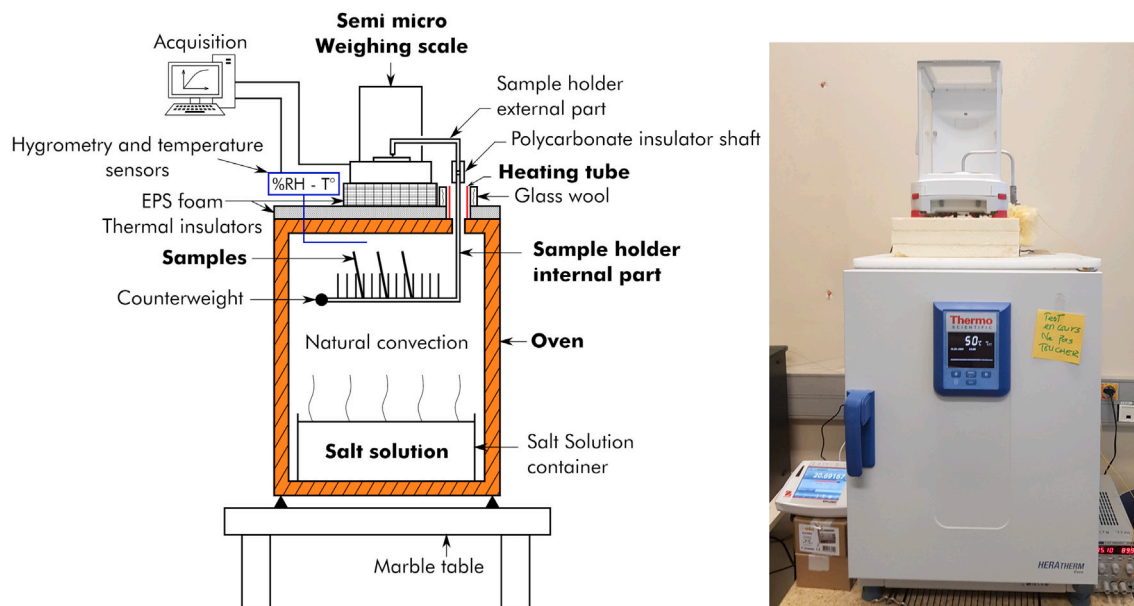 Semi micro
Weighing scale
Acquisition
Sample holder
external part
Polycarbonate insulator shaft
Hygrometry and temperature
sensors
%RH - T°
Heating tube
Glass wool
EPS foam
Thermal insulators
Samples
Sample holder
internal part
Counterweight
Natural convection
Oven
Salt solution
Salt Solution
container
Marble table
Thermo
SCIENTIFIC
50
TEST
en cours
Ne pas
TOUCHER
HERATHERM